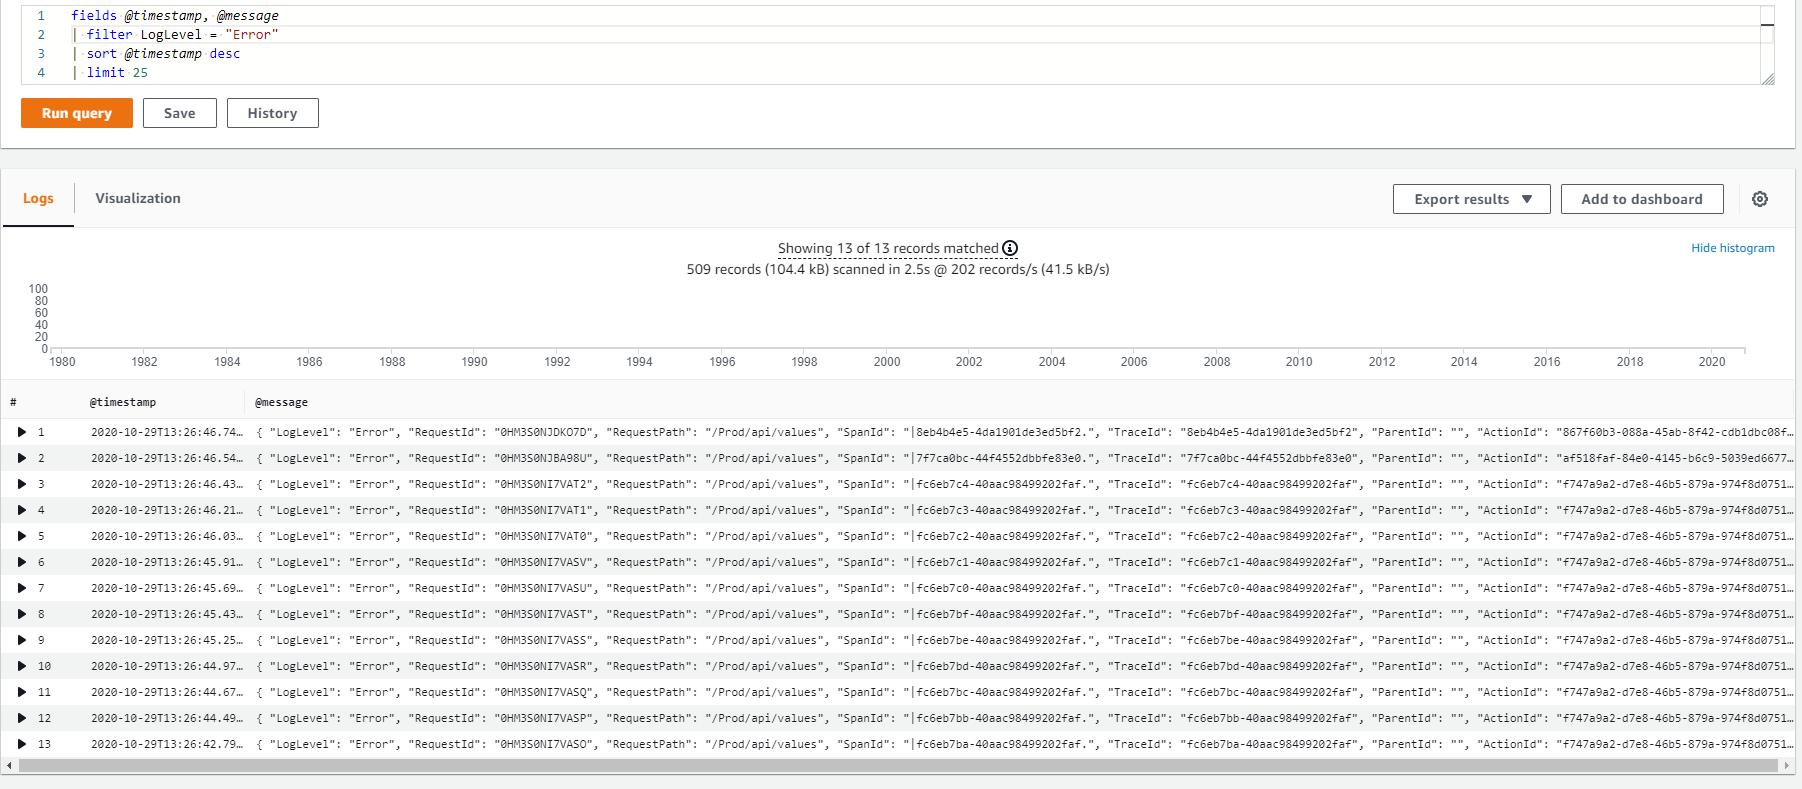 1 fields @timestamp, @message
2 | filter LogLevel = "Error"
3 | sort @timestamp desc
4 | limit 25
Run query Save History
Logs Visualization Export results ▼ Add to dashboard
Showing 13 of 13 records matched
Hide histogram
509 records (104.4 kB) scanned in 2.5s @ 202 records/s (41.5 kB/s)
100
80
60
40
20
0
1980 1982 1984 1986 1988 1990 1992 1994 1996 1998 2000 2002 2004 2006 2008 2010 2012 2014 2016 2018 2020
# @timestamp @message
1 2020-10-29T13:26:46.74… { "LogLevel": "Error", "RequestId": "0HM3S0NJDKO7D", "RequestPath": "/Prod/api/values", "SpanId": "|8eb4b4e5-4da1901de3ed5bf2.", "TraceId": "8eb4b4e5-4da1901de3ed5bf2", "ParentId": "", "ActionId": "867f60b3-088a-45ab-8f42-cdb1dbc08f…
2 2020-10-29T13:26:46.54… { "LogLevel": "Error", "RequestId": "0HM3S0NJBA98U", "RequestPath": "/Prod/api/values", "SpanId": "|7f7ca0bc-44f4552dbbfe83e0.", "TraceId": "7f7ca0bc-44f4552dbbfe83e0", "ParentId": "", "ActionId": "af518faf-84e0-4145-b6c9-5039ed6677…
3 2020-10-29T13:26:46.43… { "LogLevel": "Error", "RequestId": "0HM3S0NI7VAT2", "RequestPath": "/Prod/api/values", "SpanId": "|fc6eb7c4-40aac98499202faf.", "TraceId": "fc6eb7c4-40aac98499202faf", "ParentId": "", "ActionId": "f747a9a2-d7e8-46b5-879a-974f8d0751…
4 2020-10-29T13:26:46.21… { "LogLevel": "Error", "RequestId": "0HM3S0NI7VAT1", "RequestPath": "/Prod/api/values", "SpanId": "|fc6eb7c3-40aac98499202faf.", "TraceId": "fc6eb7c3-40aac98499202faf", "ParentId": "", "ActionId": "f747a9a2-d7e8-46b5-879a-974f8d0751…
5 2020-10-29T13:26:46.03… { "LogLevel": "Error", "RequestId": "0HM3S0NI7VAT0", "RequestPath": "/Prod/api/values", "SpanId": "|fc6eb7c2-40aac98499202faf.", "TraceId": "fc6eb7c2-40aac98499202faf", "ParentId": "", "ActionId": "f747a9a2-d7e8-46b5-879a-974f8d0751…
6 2020-10-29T13:26:45.91… { "LogLevel": "Error", "RequestId": "0HM3S0NI7VASV", "RequestPath": "/Prod/api/values", "SpanId": "|fc6eb7c1-40aac98499202faf.", "TraceId": "fc6eb7c1-40aac98499202faf", "ParentId": "", "ActionId": "f747a9a2-d7e8-46b5-879a-974f8d0751…
7 2020-10-29T13:26:45.69… { "LogLevel": "Error", "RequestId": "0HM3S0NI7VASU", "RequestPath": "/Prod/api/values", "SpanId": "|fc6eb7c0-40aac98499202faf.", "TraceId": "fc6eb7c0-40aac98499202faf", "ParentId": "", "ActionId": "f747a9a2-d7e8-46b5-879a-974f8d0751…
8 2020-10-29T13:26:45.43… { "LogLevel": "Error", "RequestId": "0HM3S0NI7VAST", "RequestPath": "/Prod/api/values", "SpanId": "|fc6eb7bf-40aac98499202faf.", "TraceId": "fc6eb7bf-40aac98499202faf", "ParentId": "", "ActionId": "f747a9a2-d7e8-46b5-879a-974f8d0751…
9 2020-10-29T13:26:45.25… { "LogLevel": "Error", "RequestId": "0HM3S0NI7VASS", "RequestPath": "/Prod/api/values", "SpanId": "|fc6eb7be-40aac98499202faf.", "TraceId": "fc6eb7be-40aac98499202faf", "ParentId": "", "ActionId": "f747a9a2-d7e8-46b5-879a-974f8d0751…
10 2020-10-29T13:26:44.97… { "LogLevel": "Error", "RequestId": "0HM3S0NI7VASR", "RequestPath": "/Prod/api/values", "SpanId": "|fc6eb7bd-40aac98499202faf.", "TraceId": "fc6eb7bd-40aac98499202faf", "ParentId": "", "ActionId": "f747a9a2-d7e8-46b5-879a-974f8d0751…
11 2020-10-29T13:26:44.67… { "LogLevel": "Error", "RequestId": "0HM3S0NI7VASQ", "RequestPath": "/Prod/api/values", "SpanId": "|fc6eb7bc-40aac98499202faf.", "TraceId": "fc6eb7bc-40aac98499202faf", "ParentId": "", "ActionId": "f747a9a2-d7e8-46b5-879a-974f8d0751…
12 2020-10-29T13:26:44.49… { "LogLevel": "Error", "RequestId": "0HM3S0NI7VASP", "RequestPath": "/Prod/api/values", "SpanId": "|fc6eb7bb-40aac98499202faf.", "TraceId": "fc6eb7bb-40aac98499202faf", "ParentId": "", "ActionId": "f747a9a2-d7e8-46b5-879a-974f8d0751…
13 2020-10-29T13:26:42.79… { "LogLevel": "Error", "RequestId": "0HM3S0NI7VASO", "RequestPath": "/Prod/api/values", "SpanId": "|fc6eb7ba-40aac98499202faf.", "TraceId": "fc6eb7ba-40aac98499202faf", "ParentId": "", "ActionId": "f747a9a2-d7e8-46b5-879a-974f8d0751…